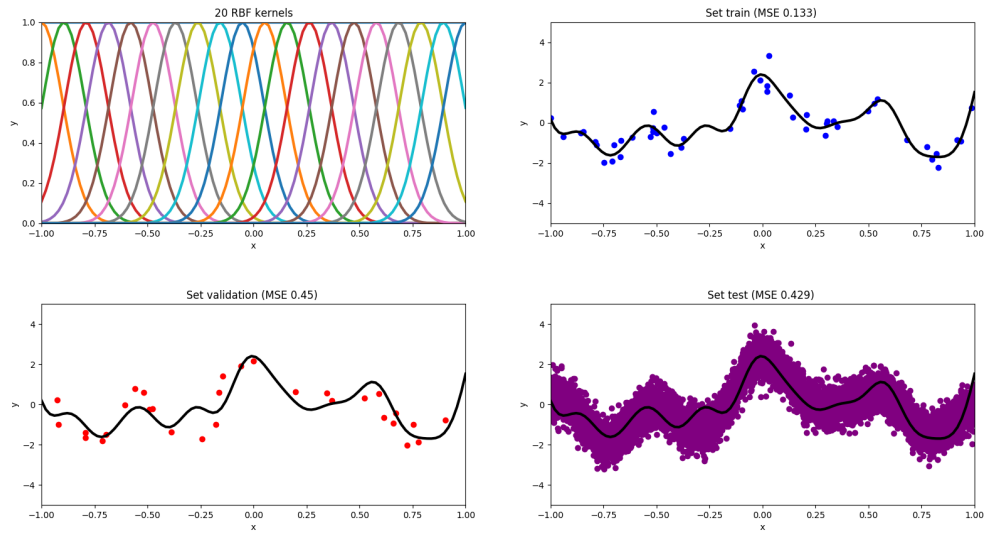 20 RBF kernels
1.0
0.8
0.6
0.4
0.2
0.0
y
−1.00 −0.75 −0.50 −0.25 0.00 0.25 0.50 0.75 1.00
x
Set train (MSE 0.133)
4
2
0
−2
−4
y
−1.00 −0.75 −0.50 −0.25 0.00 0.25 0.50 0.75 1.00
x
Set validation (MSE 0.45)
4
2
0
−2
−4
y
−1.00 −0.75 −0.50 −0.25 0.00 0.25 0.50 0.75 1.00
x
Set test (MSE 0.429)
4
2
0
−2
−4
y
−1.00 −0.75 −0.50 −0.25 0.00 0.25 0.50 0.75 1.00
x